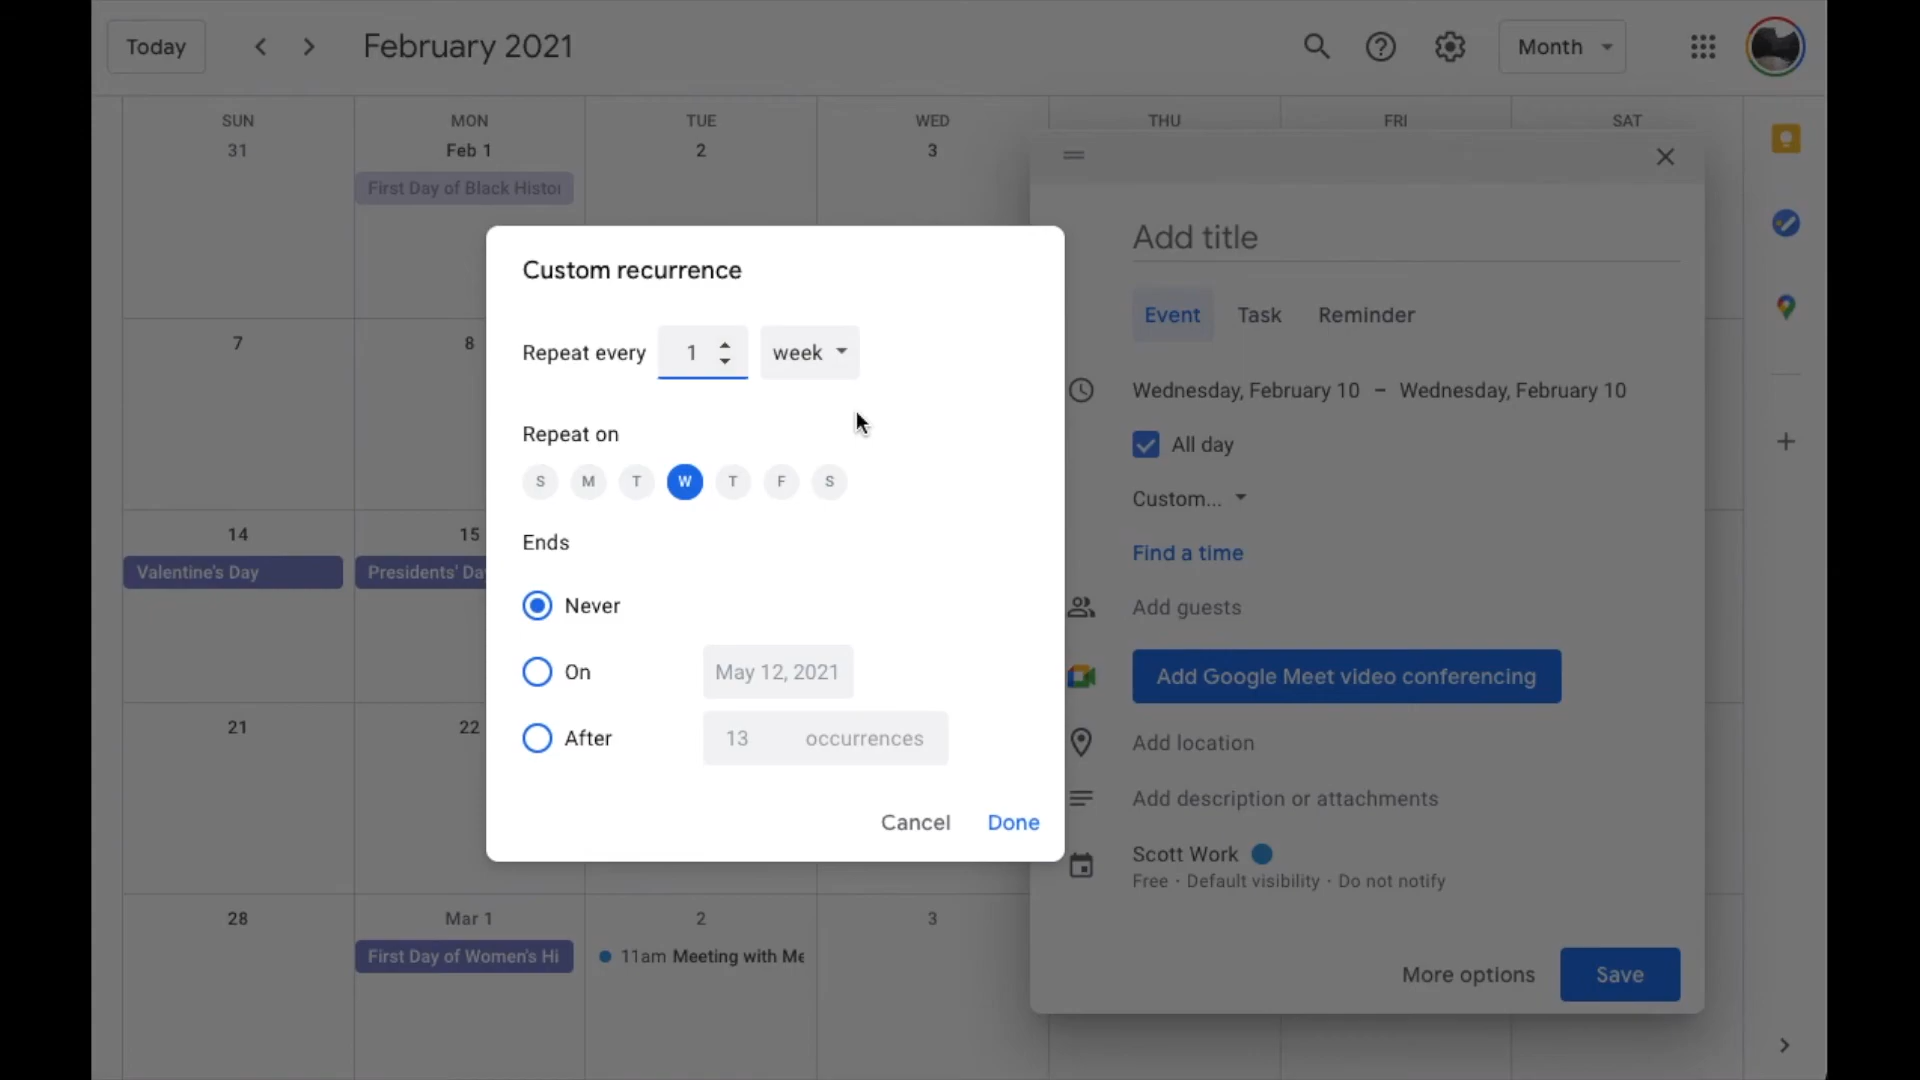 Today
February 2021
Month
SUN MON TUE WED THU FRI SAT
31 Feb 1 2 3
First Day of Black Histor
7 8
14 15
Valentine's Day Presidents' Da
21 22
28 Mar 1 2 3
First Day of Women's Hi 11am Meeting with Me
Custom recurrence
Repeat every 1 week
Repeat on
S M T W T F S
Ends
Never
On May 12, 2021
After 13 occurrences
Cancel Done
Add title
Event Task Reminder
Wednesday, February 10 – Wednesday, February 10
All day
Custom...
Find a time
Add guests
Add Google Meet video conferencing
Add location
Add description or attachments
Scott Work
Free · Default visibility · Do not notify
More options Save